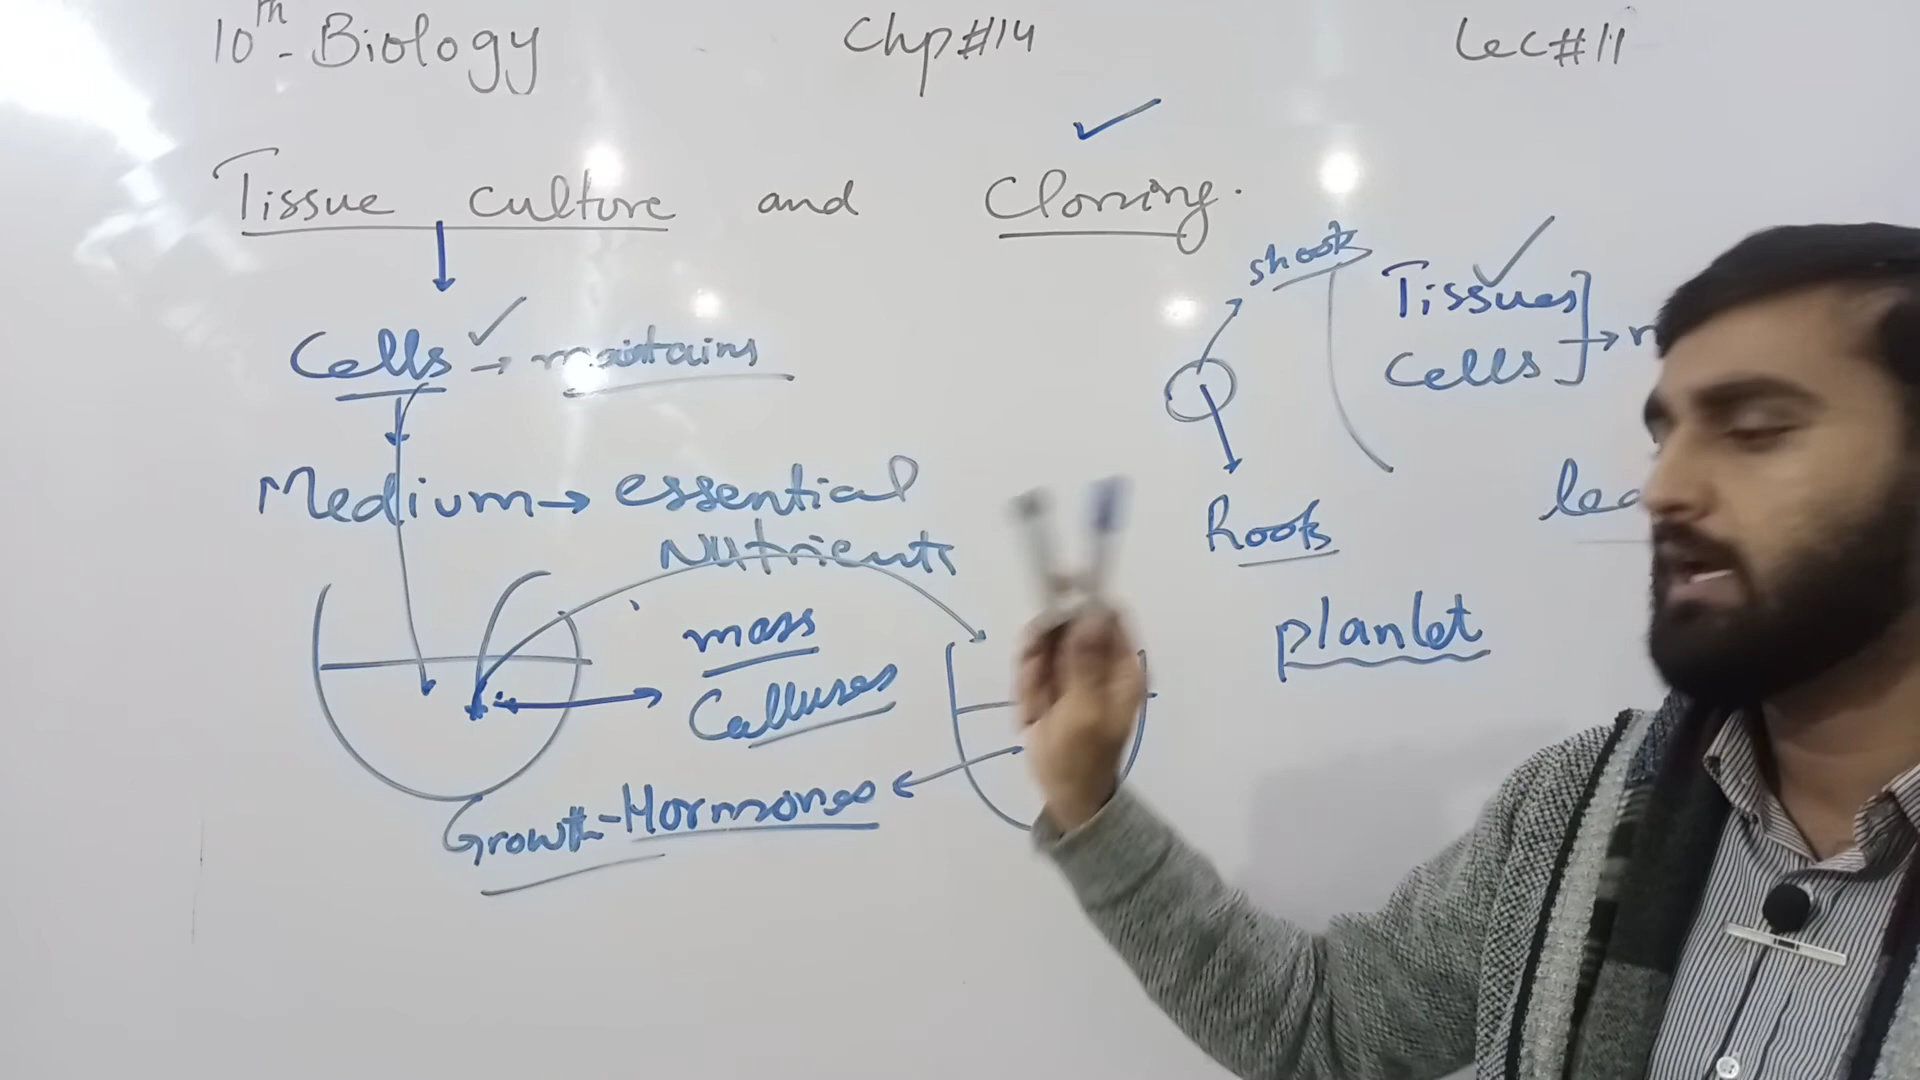 10th - Biology
Chp#14
Lec#11
Tissue culture and Cloning.
Cells → maintains
Medium → essential
Nutrients
mass
Calluses
Growth-Hormones
shoots
Roots
planlet
Tissues
Cells